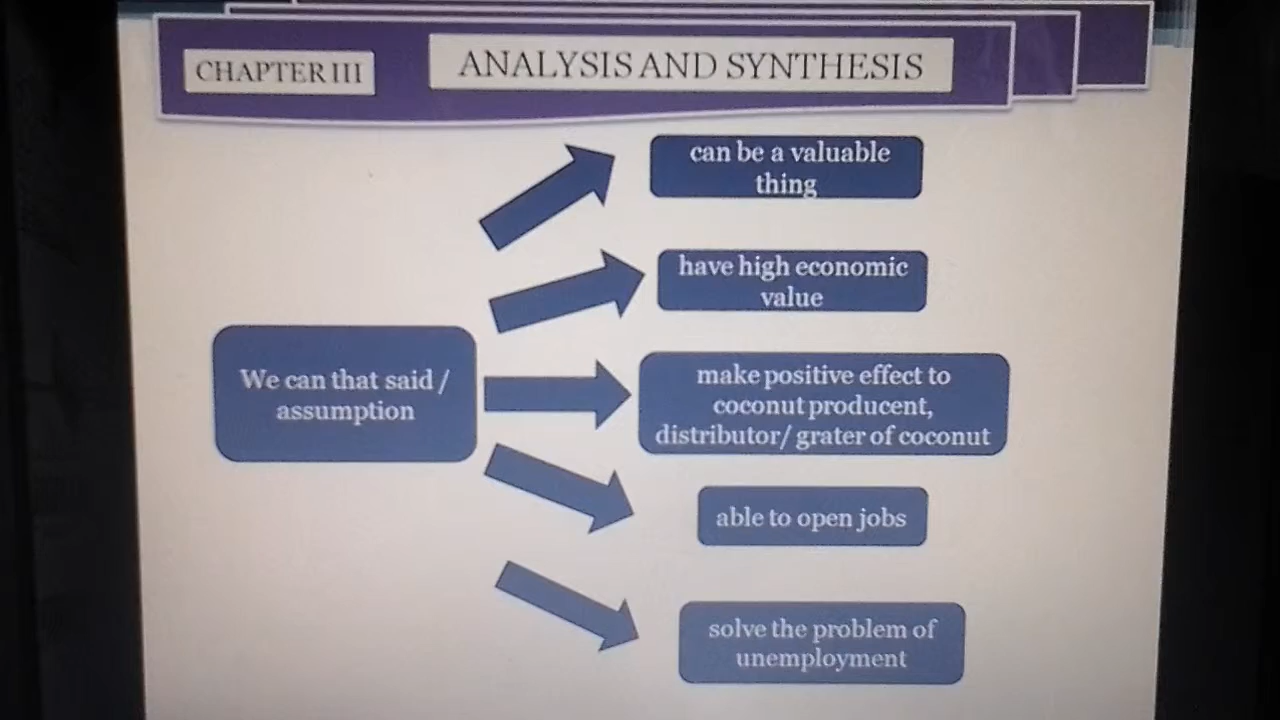 CHAPTER III
ANALYSIS AND SYNTHESIS
can be a valuable
thing
have high economic
value
We can that said /
assumption
make positive effect to
coconut producent,
distributor/ grater of coconut
able to open jobs
solve the problem of
unemployment